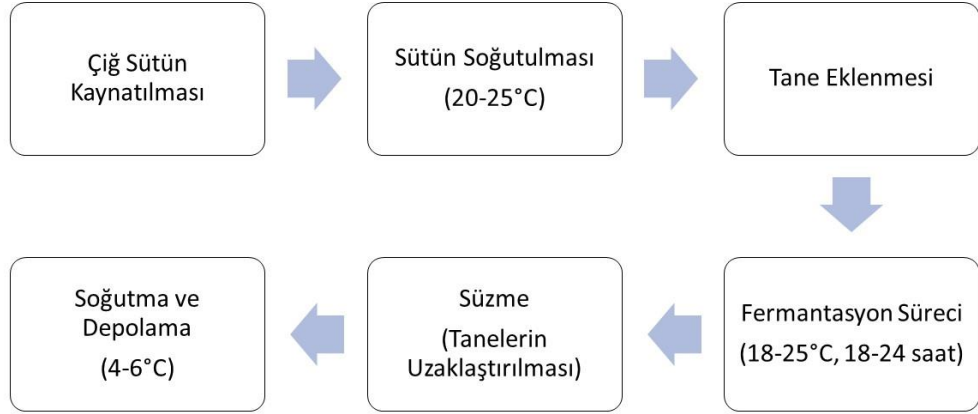 Çiğ Sütün
Kaynatılması
Sütün Soğutulması
(20-25°C)
Tane Eklenmesi
Fermantasyon Süreci
(18-25°C, 18-24 saat)
Süzme
(Tanelerin
Uzaklaştırılması)
Soğutma ve
Depolama
(4-6°C)